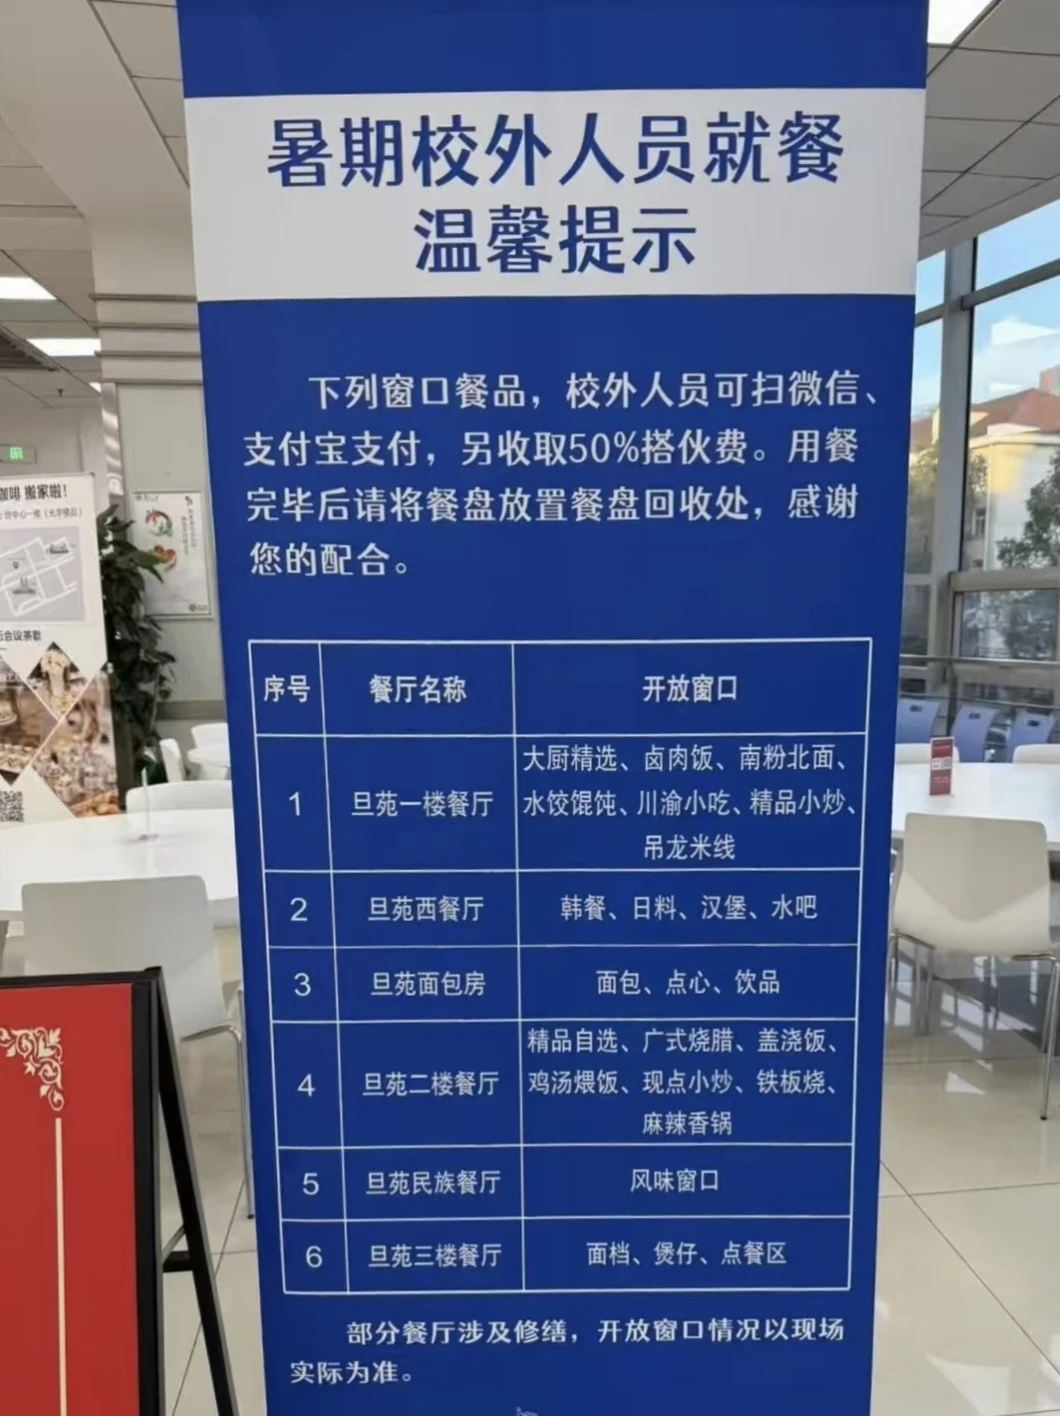 暑期校外人员就餐
温馨提示
下列窗口餐品，校外人员可扫微信、
支付宝支付，另收取50%搭伙费。用餐
完毕后请将餐盘放置餐盘回收处，感谢
您的配合。
序号 餐厅名称 开放窗口
1 旦苑一楼餐厅 大厨精选、卤肉饭、南粉北面、
水饺馄饨、川渝小吃、精品小炒、
吊龙米线
2 旦苑西餐厅 韩餐、日料、汉堡、水吧
3 旦苑面包房 面包、点心、饮品
4 旦苑二楼餐厅 精品自选、广式烧腊、盖浇饭、
鸡汤煨饭、现点小炒、铁板烧、
麻辣香锅
5 旦苑民族餐厅 风味窗口
6 旦苑三楼餐厅 面档、煲仔、点餐区
部分餐厅涉及修缮，开放窗口情况以现场
实际为准。
咖啡 搬家啦！
会议茶歇